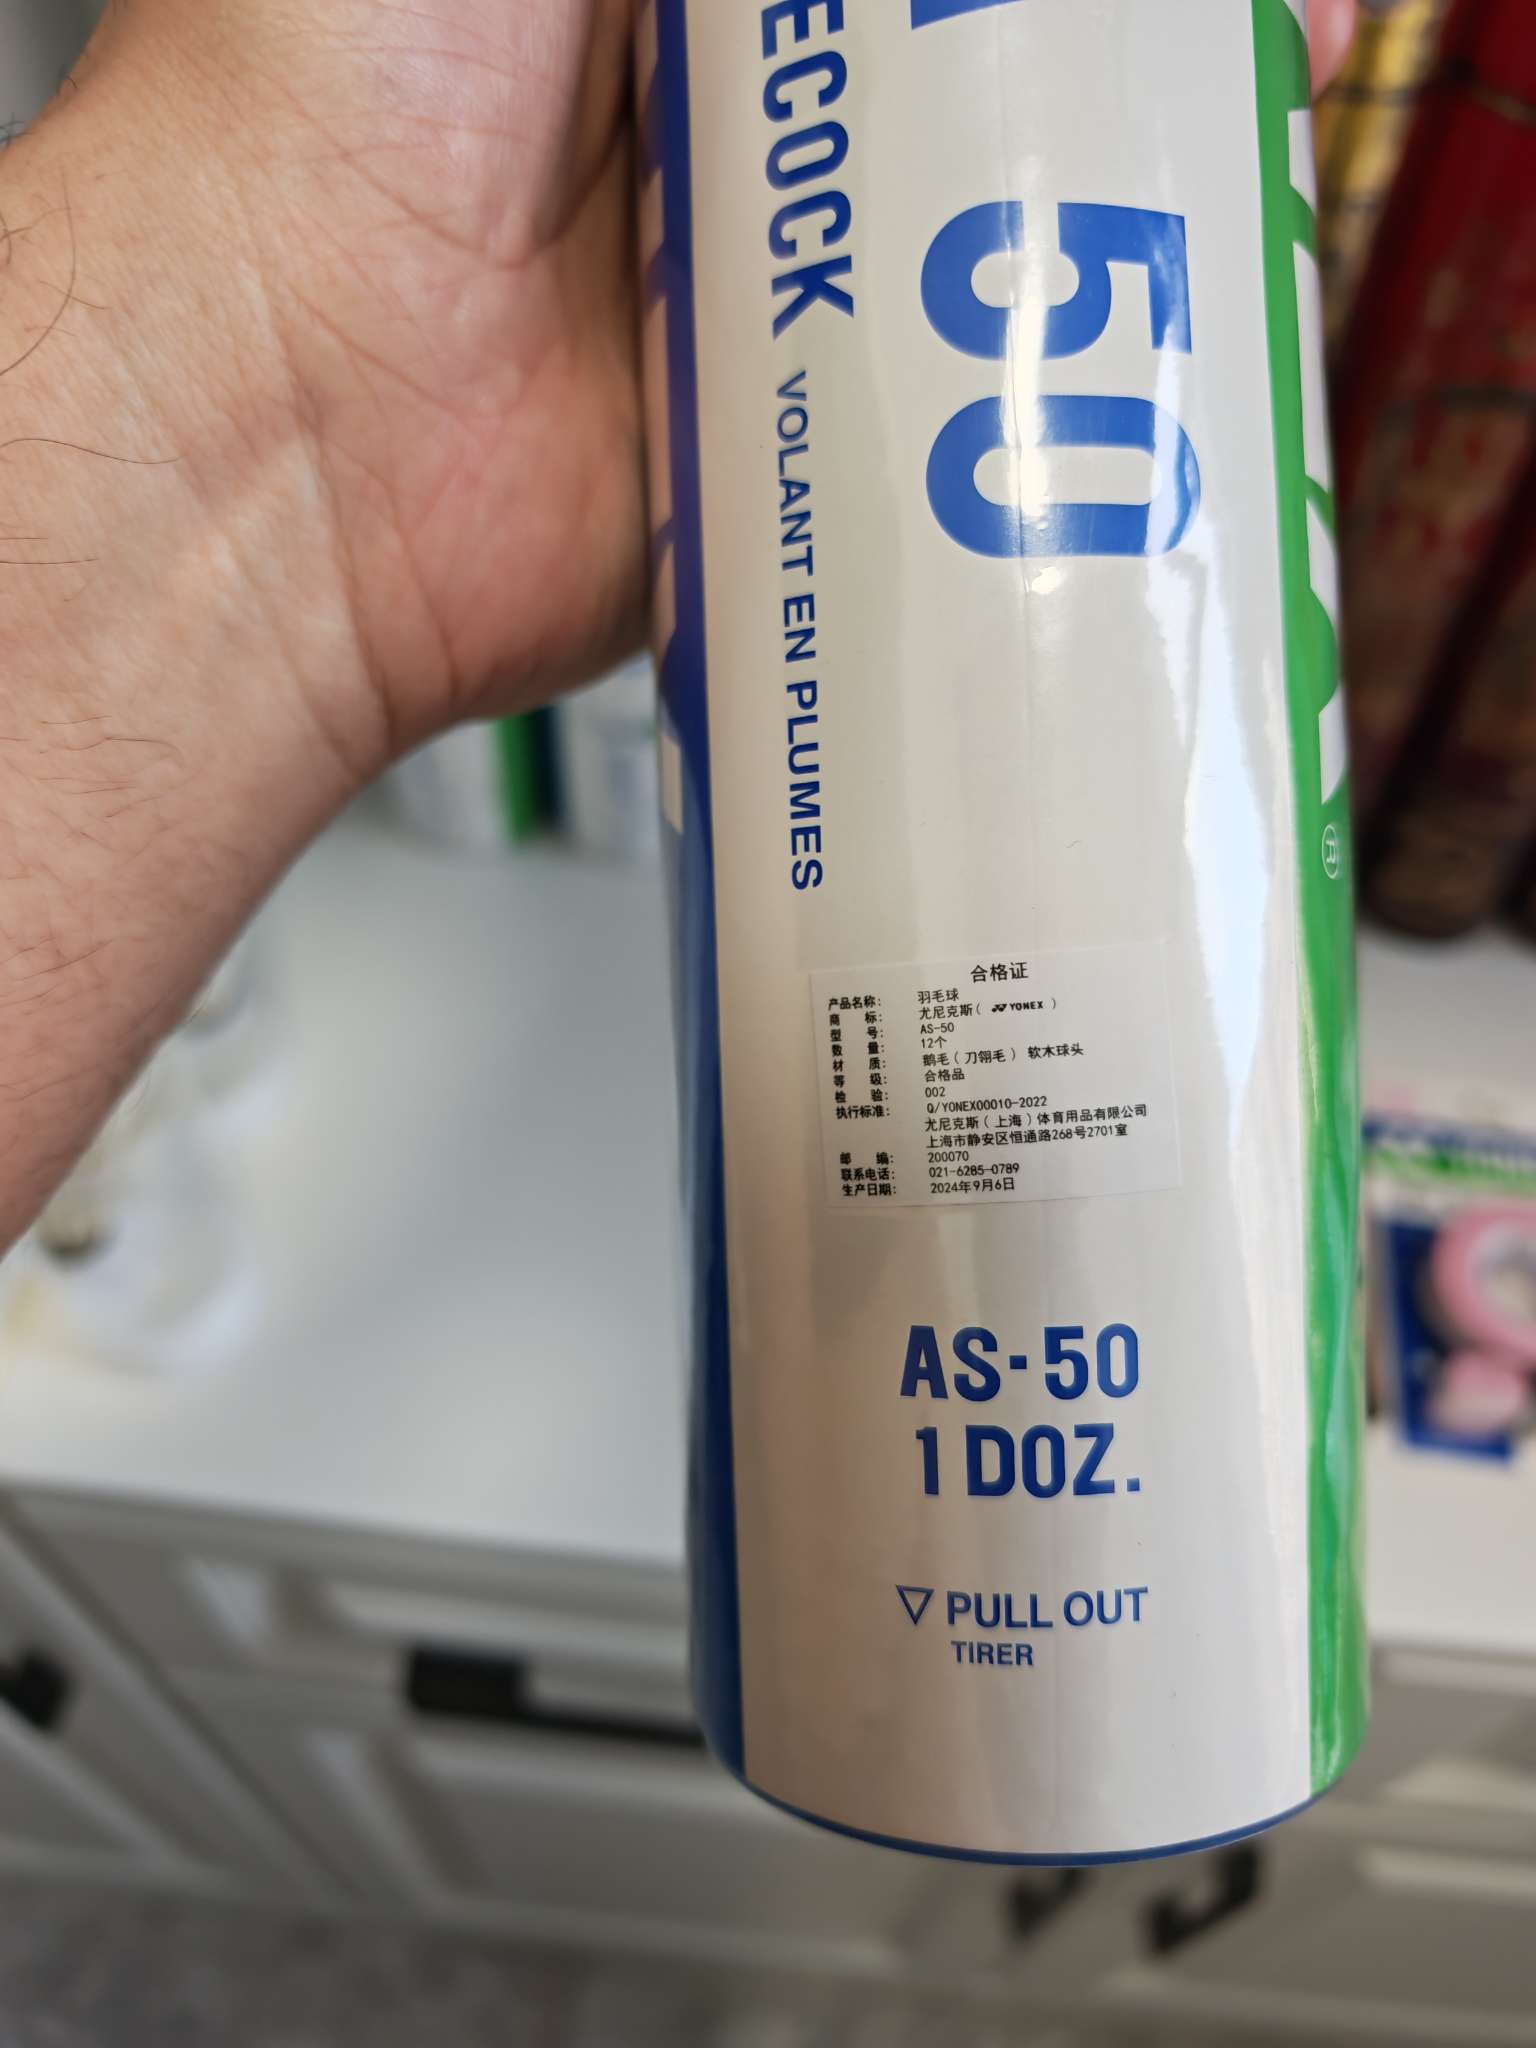 ECOCK
50
VOLANT EN PLUMES
®
合格证
产品名称： 羽毛球
商 标： 尤尼克斯（ YONEX ）
型 号： AS-50
数 量： 12个
材 质： 鹅毛（刀翎毛） 软木球头
等 级： 合格品
检 验： 002
执行标准： Q/YONEX00010-2022
尤尼克斯（上海）体育用品有限公司
上海市静安区恒通路268号2701室
邮 编： 200070
联系电话： 021-6285-0789
生产日期： 2024年9月6日
AS-50
1 DOZ.
▽ PULL OUT
TIRER